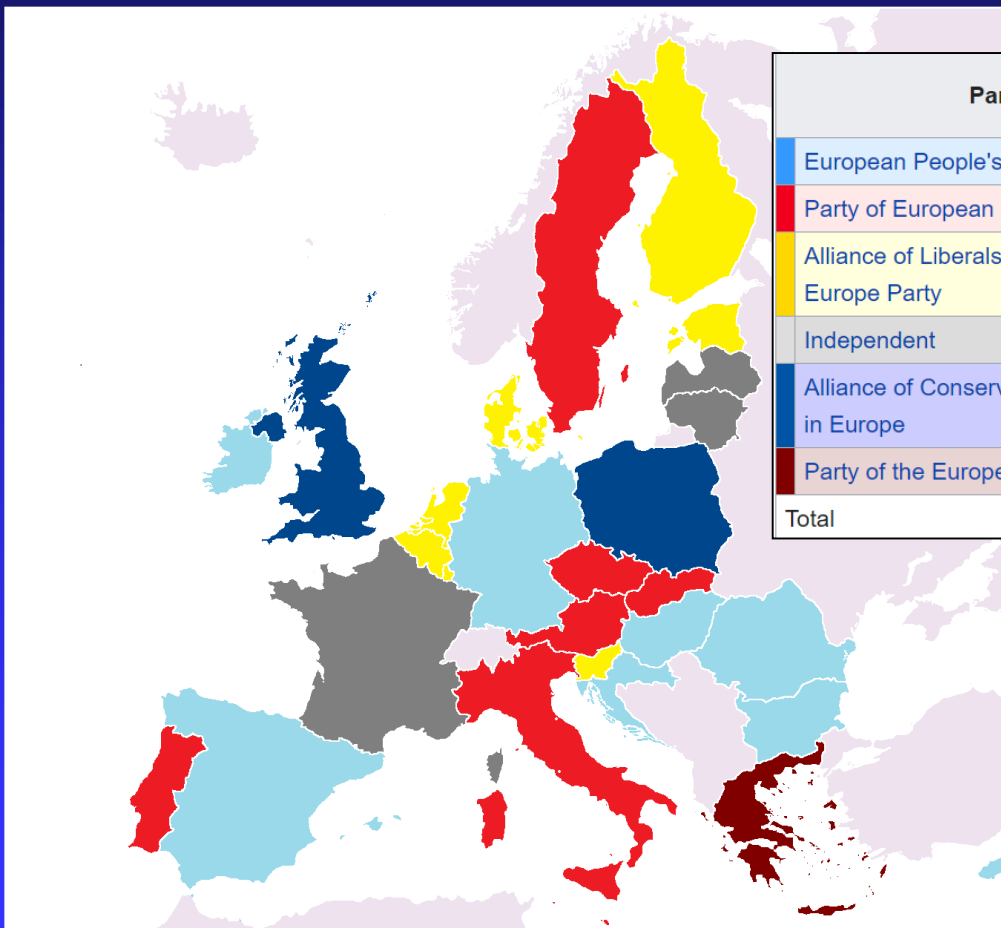 Par
European People's
Party of European
Alliance of Liberals
Europe Party
Independent
Alliance of Conserv
in Europe
Party of the Europe
Total